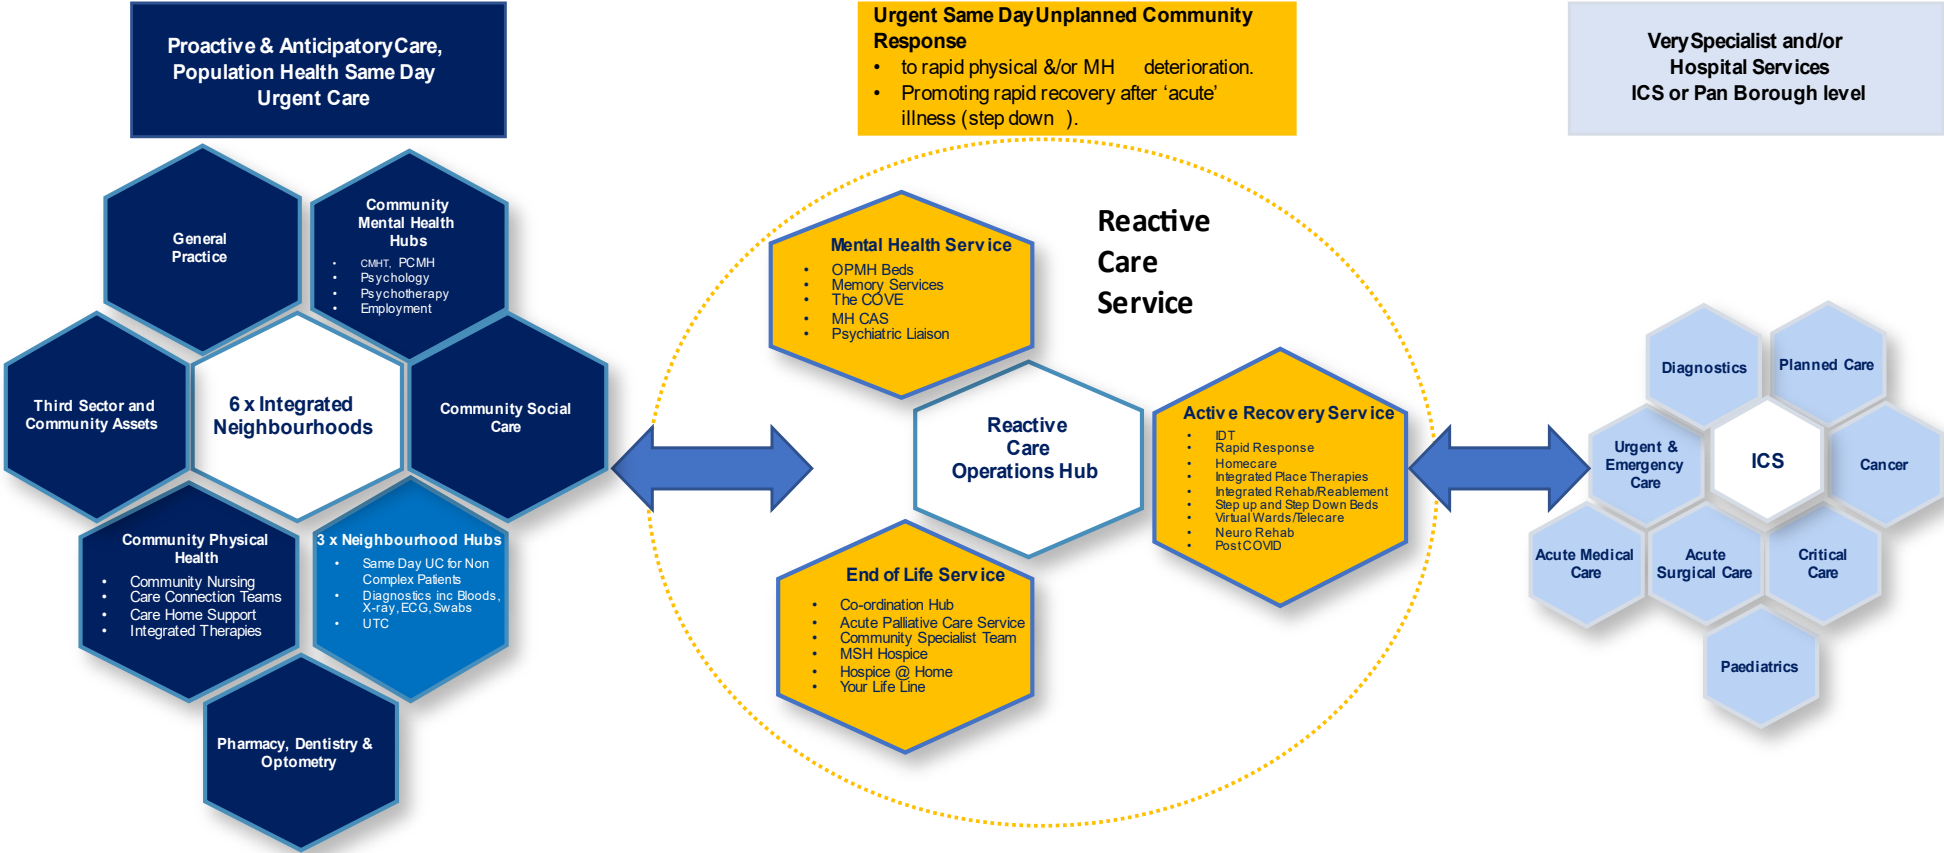 Proactive & Anticipatory Care,
Population Health Same Day
Urgent Care
Urgent Same Day Unplanned Community
Response
• to rapid physical &/or MH deterioration.
• Promoting rapid recovery after ‘acute’
illness (step down ).
Very Specialist and/or
Hospital Services
ICS or Pan Borough level
General
Practice
Community
Mental Health
Hubs
• CMHT, PCMH
• Psychology
• Psychotherapy
• Employment
Third Sector and
Community Assets
6 x Integrated
Neighbourhoods
Community Social
Care
Community Physical
Health
• Community Nursing
• Care Connection Teams
• Care Home Support
• Integrated Therapies
3 x Neighbourhood Hubs
• Same Day UC for Non
Complex Patients
• Diagnostics inc Bloods,
X-ray, ECG, Swabs
• UTC
Pharmacy, Dentistry &
Optometry
Reactive
Care
Service
Mental Health Service
• OPMH Beds
• Memory Services
• The COVE
• MH CAS
• Psychiatric Liaison
Reactive
Care
Operations Hub
Active Recovery Service
• IDT
• Rapid Response
• Homecare
• Integrated Place Therapies
• Integrated Rehab/Reablement
• Step up and Step Down Beds
• Virtual Wards/Telecare
• Neuro Rehab
• Post COVID
End of Life Service
• Co-ordination Hub
• Acute Palliative Care Service
• Community Specialist Team
• MSH Hospice
• Hospice @ Home
• Your Life Line
Diagnostics
Planned Care
Urgent &
Emergency
Care
ICS
Cancer
Acute Medical
Care
Acute
Surgical Care
Critical
Care
Paediatrics